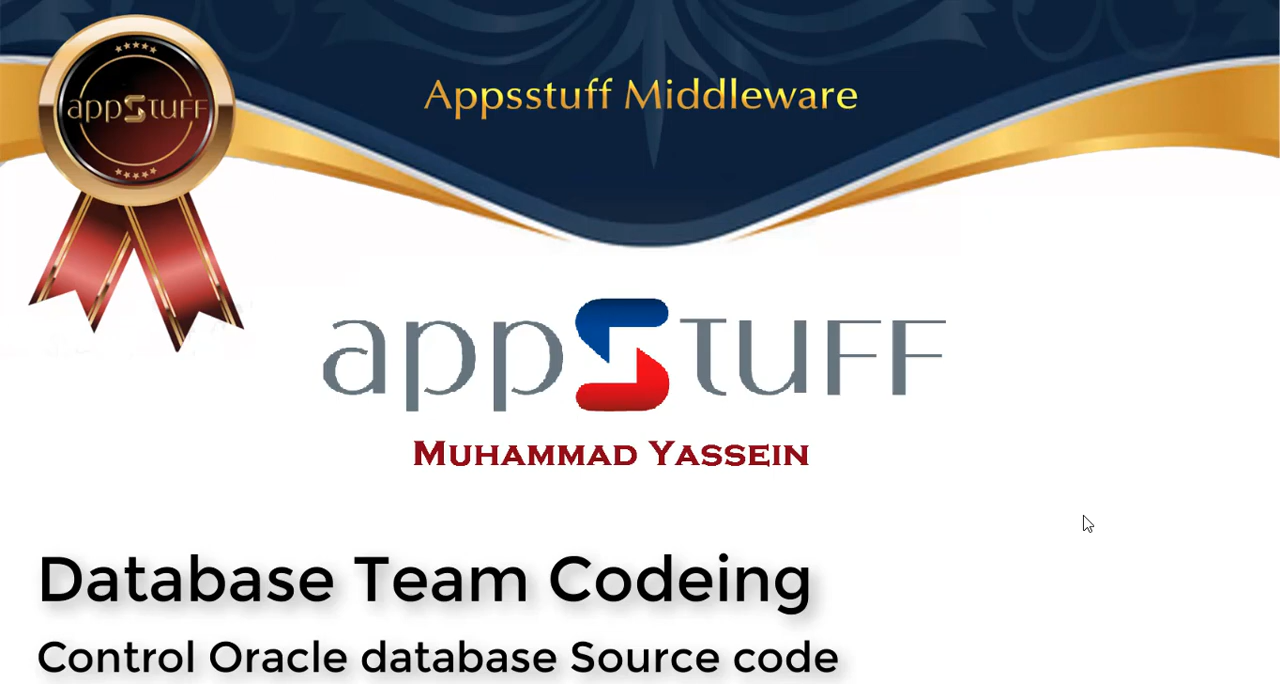 Appsstuff Middleware
appStuff
appStuff
Muhammad Yassein
Database Team Codeing
Control Oracle database Source code